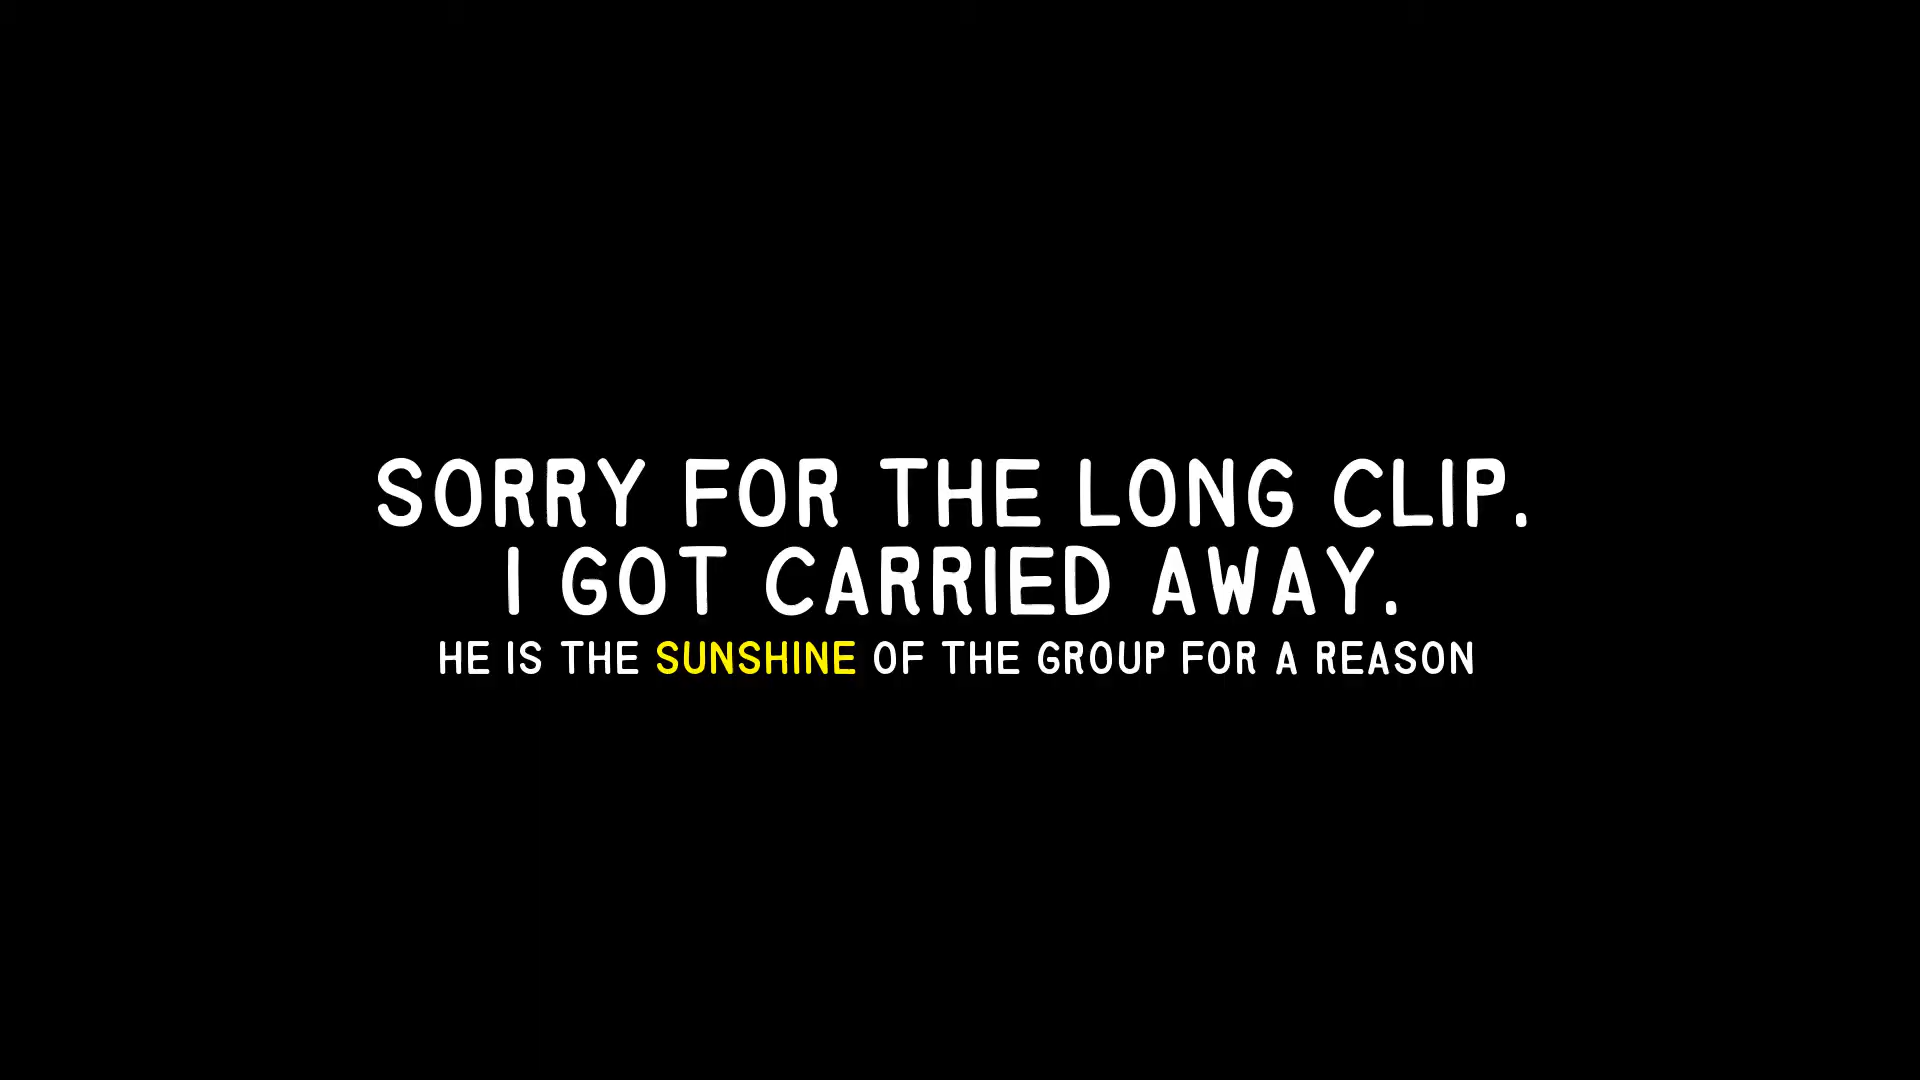 SORRY FOR THE LONG CLIP.
I GOT CARRIED AWAY.
HE IS THE SUNSHINE OF THE GROUP FOR A REASON